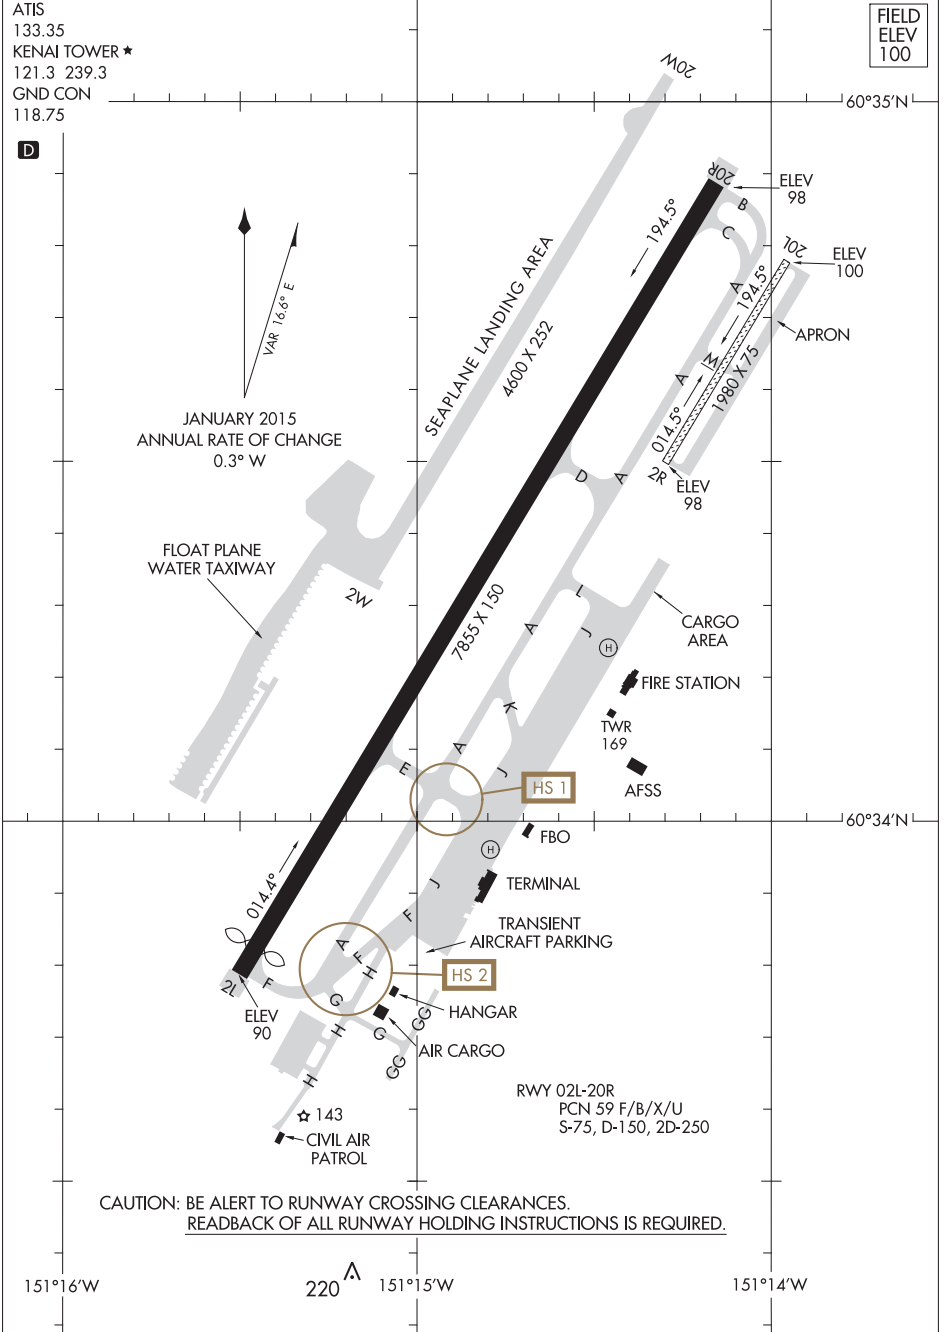 ATIS
133.35
KENAI TOWER ★
121.3 239.3
GND CON
118.75
D
FIELD
ELEV
100
60°35'N
20W
20R
ELEV
98
B
C
194.5°
20L
ELEV
100
A
194.5°
APRON
M
A
1980 X 75
014.5°
2R
ELEV
98
VAR 16.6° E
JANUARY 2015
ANNUAL RATE OF CHANGE
0.3° W
SEAPLANE LANDING AREA
4600 X 252
D
A
FLOAT PLANE
WATER TAXIWAY
2W
7855 X 150
L
A
J
H
CARGO
AREA
FIRE STATION
TWR
169
AFSS
K
A
J
E
HS 1
60°34'N
FBO
H
TERMINAL
J
F
TRANSIENT
AIRCRAFT PARKING
014.4°
A
F
H
HS 2
2L
F
ELEV
90
G
H
HANGAR
G
GG
AIR CARGO
GG
H
RWY 02L-20R
PCN 59 F/B/X/U
S-75, D-150, 2D-250
143
CIVIL AIR
PATROL
CAUTION: BE ALERT TO RUNWAY CROSSING CLEARANCES.
READBACK OF ALL RUNWAY HOLDING INSTRUCTIONS IS REQUIRED.
151°16'W
220
151°15'W
151°14'W